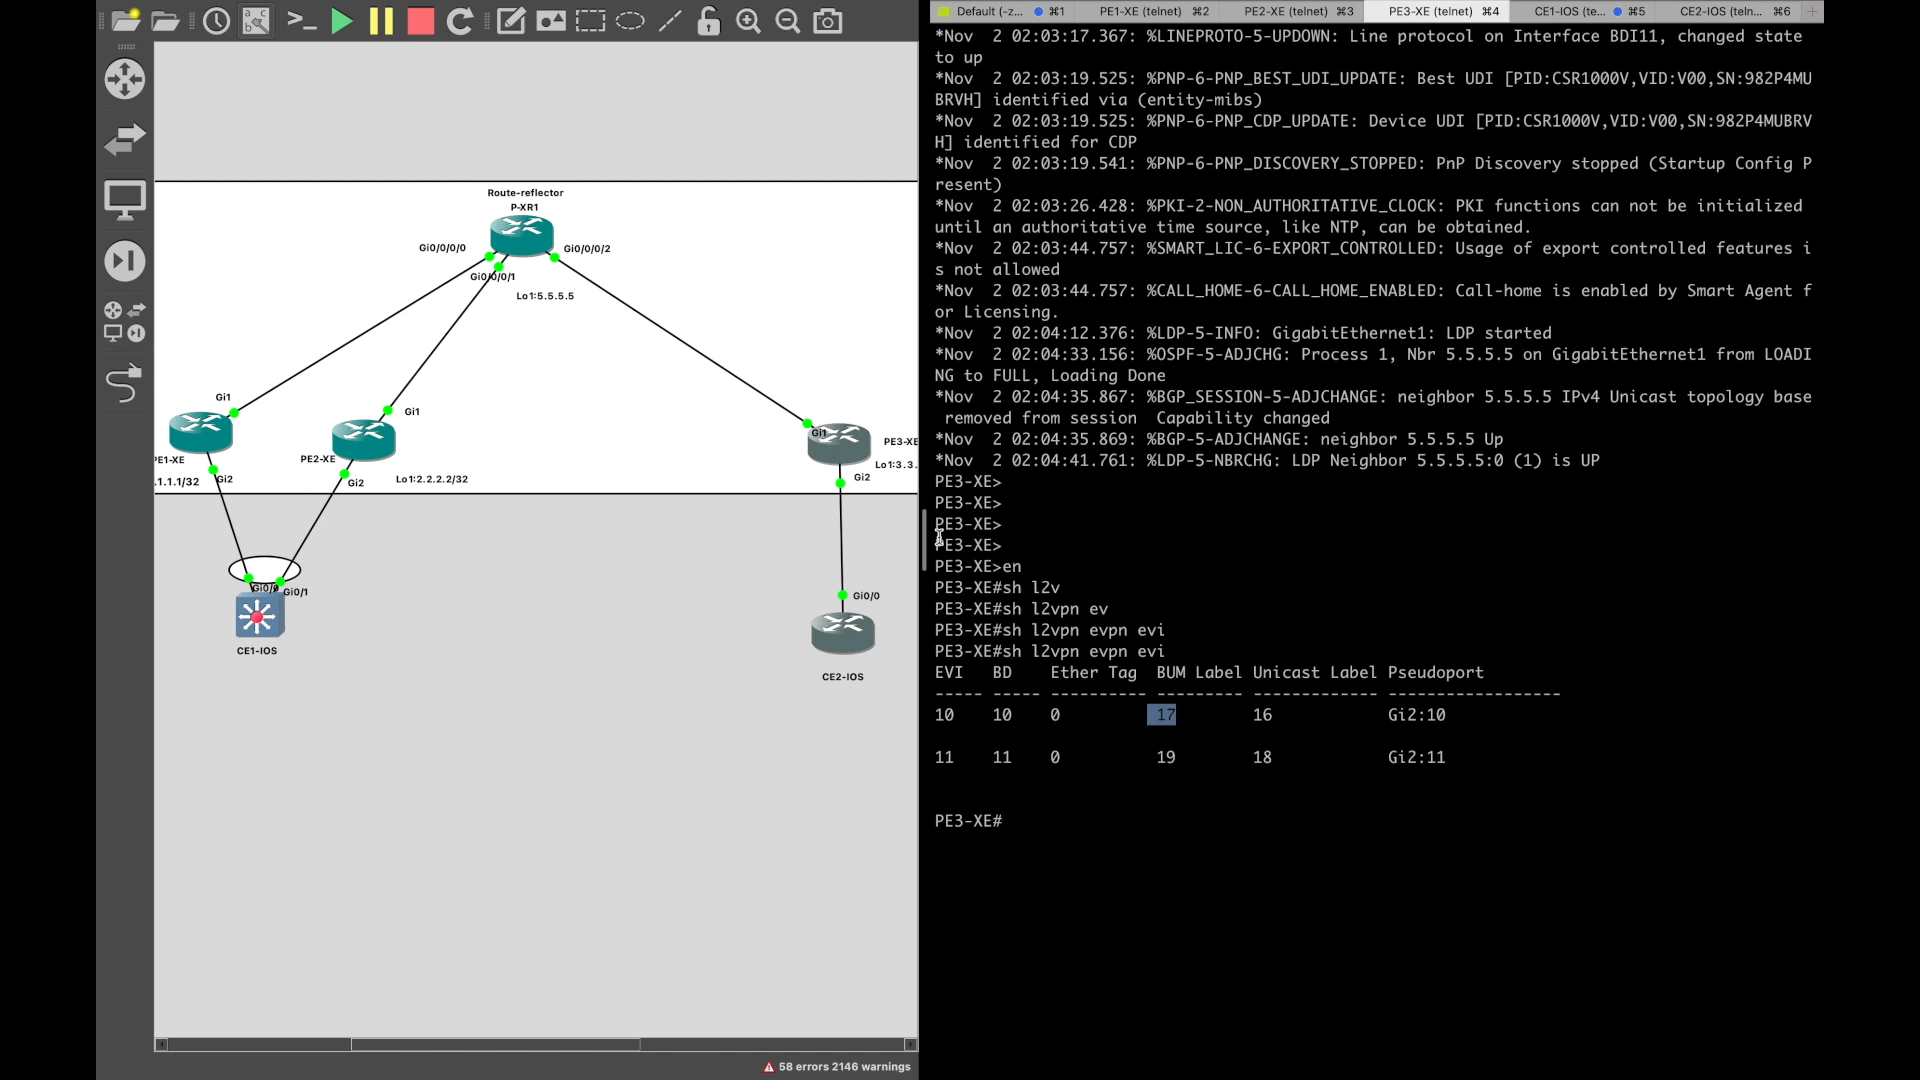 Default (-z... ⌘1
PE1-XE (telnet) ⌘2
PE2-XE (telnet) ⌘3
PE3-XE (telnet) ⌘4
CE1-IOS (te... ⌘5
CE2-IOS (teln... ⌘6
Route-reflector
P-XR1
Gi0/0/0/0
Gi0/0/0/2
Gi0/0/0/1
Lo1:5.5.5.5
Gi1
Gi1
Gi1
PE3-XE
PE1-XE
PE2-XE
Lo1:3.3.
Gi2
.1.1.1/32
Gi2
Lo1:2.2.2.2/32
Gi2
Gi0/0
Gi0/1
Gi0/0
CE1-IOS
CE2-IOS
58 errors 2146 warnings
*Nov  2 02:03:17.367: %LINEPROTO-5-UPDOWN: Line protocol on Interface BDI11, changed state
to up
*Nov  2 02:03:19.525: %PNP-6-PNP_BEST_UDI_UPDATE: Best UDI [PID:CSR1000V,VID:V00,SN:982P4MU
BRVH] identified via (entity-mibs)
*Nov  2 02:03:19.525: %PNP-6-PNP_CDP_UPDATE: Device UDI [PID:CSR1000V,VID:V00,SN:982P4MUBRV
H] identified for CDP
*Nov  2 02:03:19.541: %PNP-6-PNP_DISCOVERY_STOPPED: PnP Discovery stopped (Startup Config P
resent)
*Nov  2 02:03:26.428: %PKI-2-NON_AUTHORITATIVE_CLOCK: PKI functions can not be initialized
until an authoritative time source, like NTP, can be obtained.
*Nov  2 02:03:44.757: %SMART_LIC-6-EXPORT_CONTROLLED: Usage of export controlled features i
s not allowed
*Nov  2 02:03:44.757: %CALL_HOME-6-CALL_HOME_ENABLED: Call-home is enabled by Smart Agent f
or Licensing.
*Nov  2 02:04:12.376: %LDP-5-INFO: GigabitEthernet1: LDP started
*Nov  2 02:04:33.156: %OSPF-5-ADJCHG: Process 1, Nbr 5.5.5.5 on GigabitEthernet1 from LOADI
NG to FULL, Loading Done
*Nov  2 02:04:35.867: %BGP_SESSION-5-ADJCHANGE: neighbor 5.5.5.5 IPv4 Unicast topology base
 removed from session  Capability changed
*Nov  2 02:04:35.869: %BGP-5-ADJCHANGE: neighbor 5.5.5.5 Up
*Nov  2 02:04:41.761: %LDP-5-NBRCHG: LDP Neighbor 5.5.5.5:0 (1) is UP
PE3-XE>
PE3-XE>
PE3-XE>
PE3-XE>
PE3-XE>en
PE3-XE#sh l2v
PE3-XE#sh l2vpn ev
PE3-XE#sh l2vpn evpn evi
PE3-XE#sh l2vpn evpn evi
EVI   BD    Ether Tag  BUM Label Unicast Label Pseudoport
----- ----- ---------- --------- ------------- ------------------
10    10    0          17        16            Gi2:10
11    11    0          19        18            Gi2:11
PE3-XE#